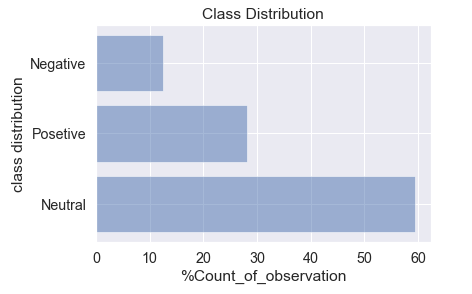 Class Distribution
class distribution
Negative
Posetive
Neutral
0 10 20 30 40 50 60
%Count_of_observation